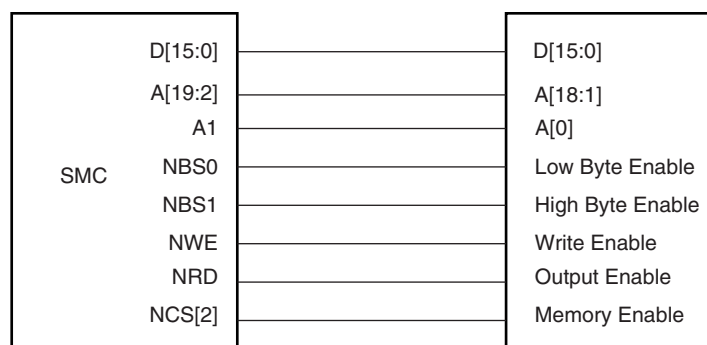 D[15:0] D[15:0]
A[19:2] A[18:1]
A1 A[0]
SMC NBS0 Low Byte Enable
NBS1 High Byte Enable
NWE Write Enable
NRD Output Enable
NCS[2] Memory Enable